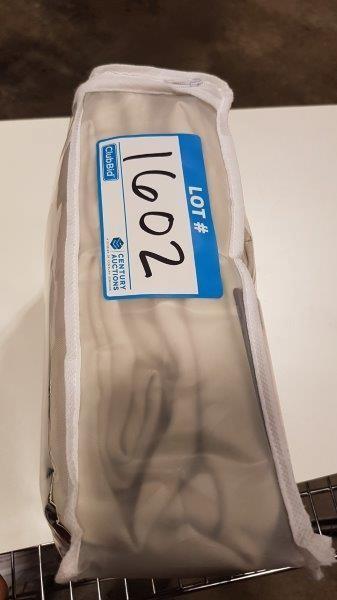 LOT #
1602
ClubBid
CENTURY
AUCTIONS